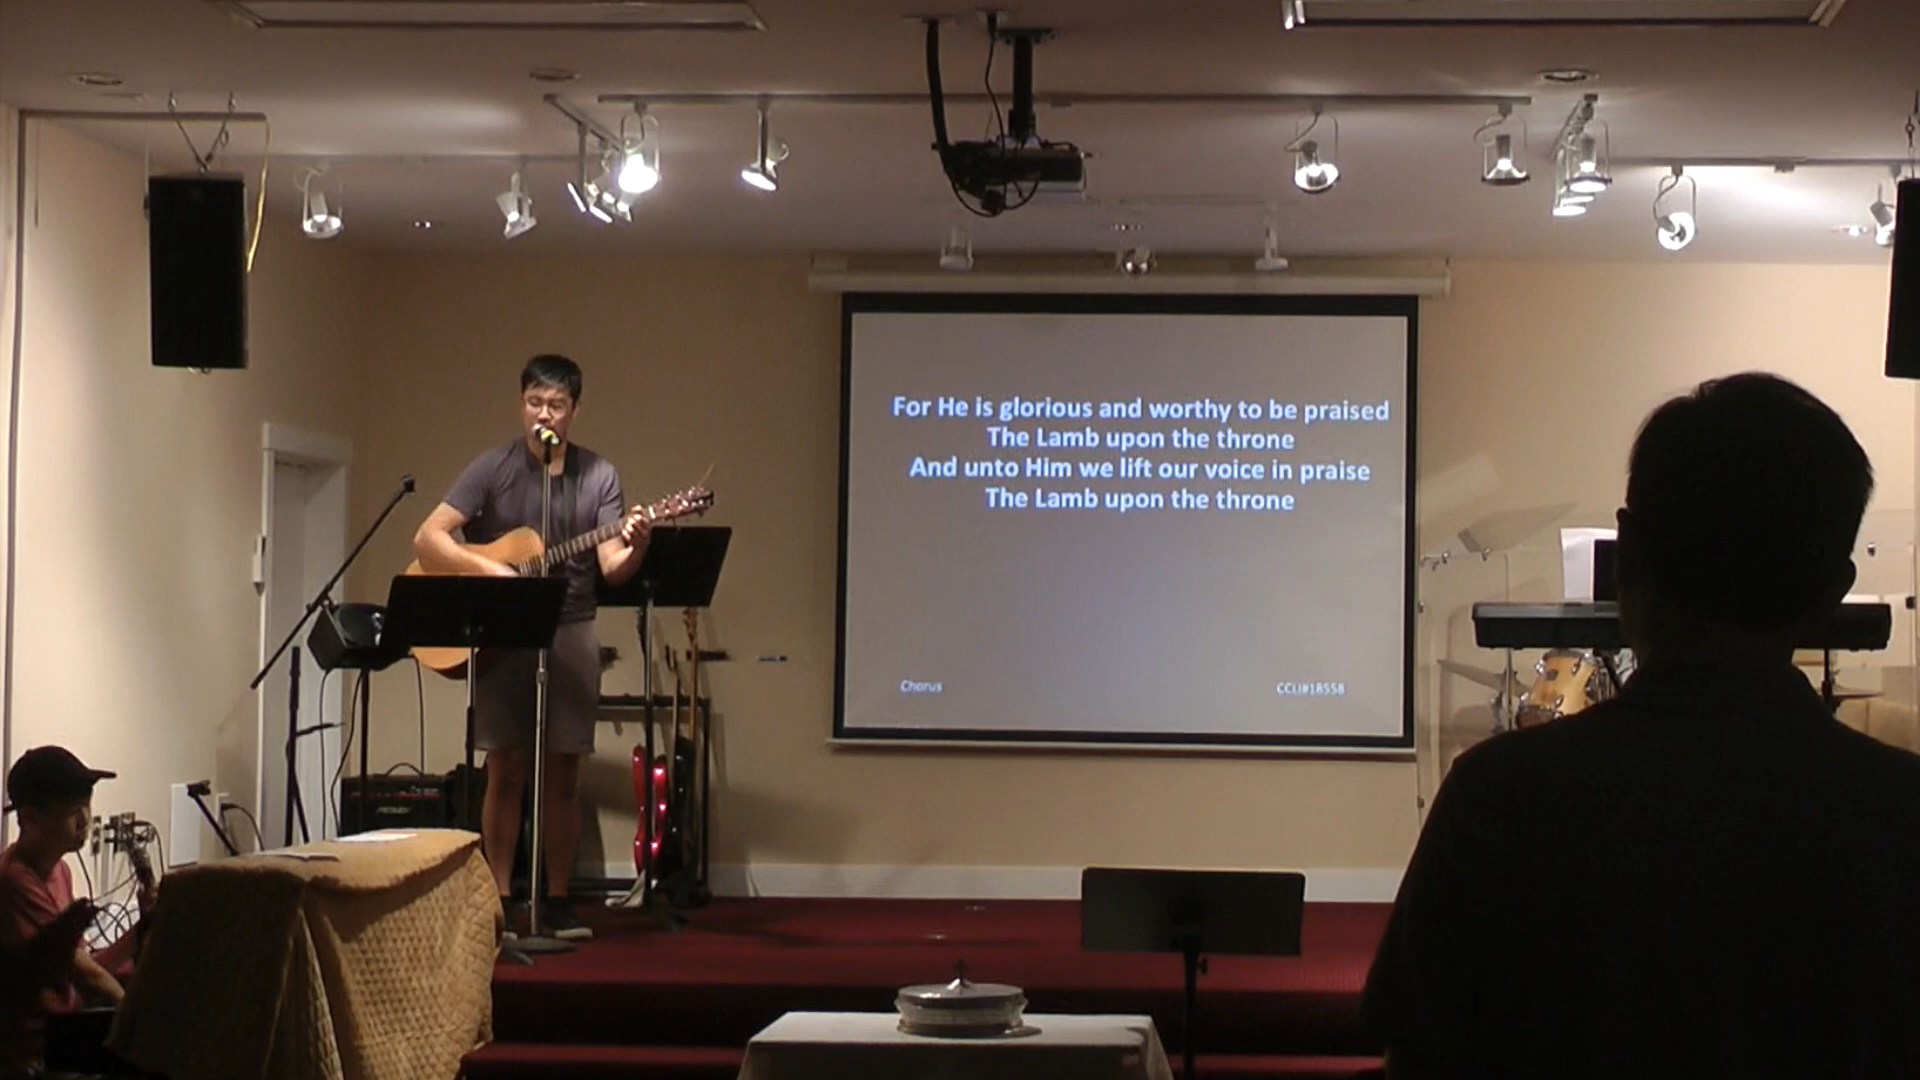 For He is glorious and worthy to be praised
The Lamb upon the throne
And unto Him we lift our voice in praise
The Lamb upon the throne
Chorus
CCLI#18558
PEAVEY